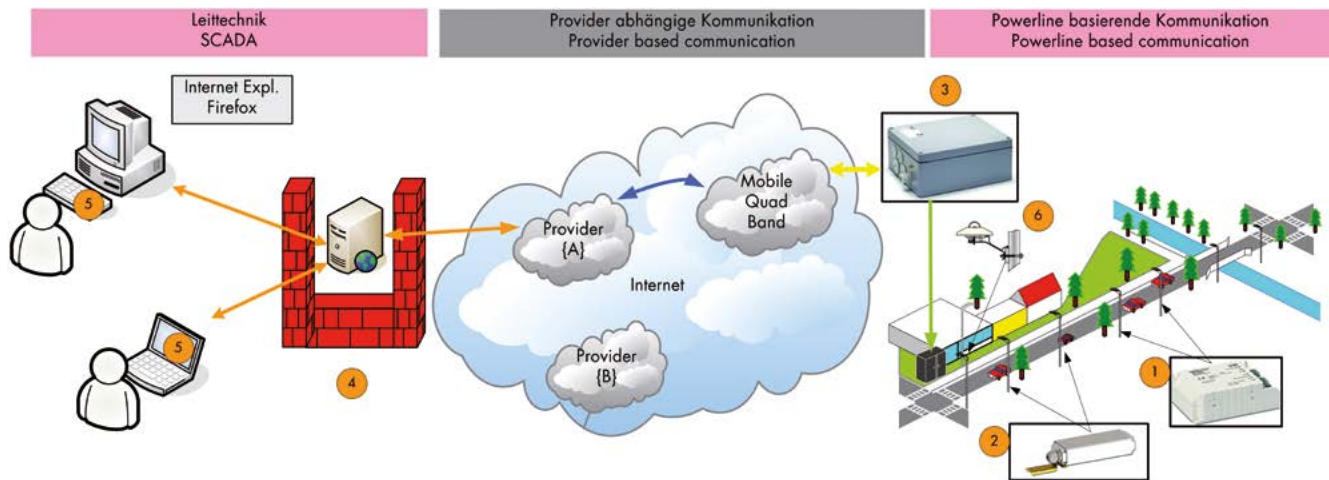 Leittechnik
SCADA
Provider abhängige Kommunikation
Provider based communication
Powerline basierende Kommunikation
Powerline based communication
Internet Expl.
Firefox
3
Mobile
Quad
Band
5
6
Provider
{A}
Internet
5
Provider
{B}
4
1
2